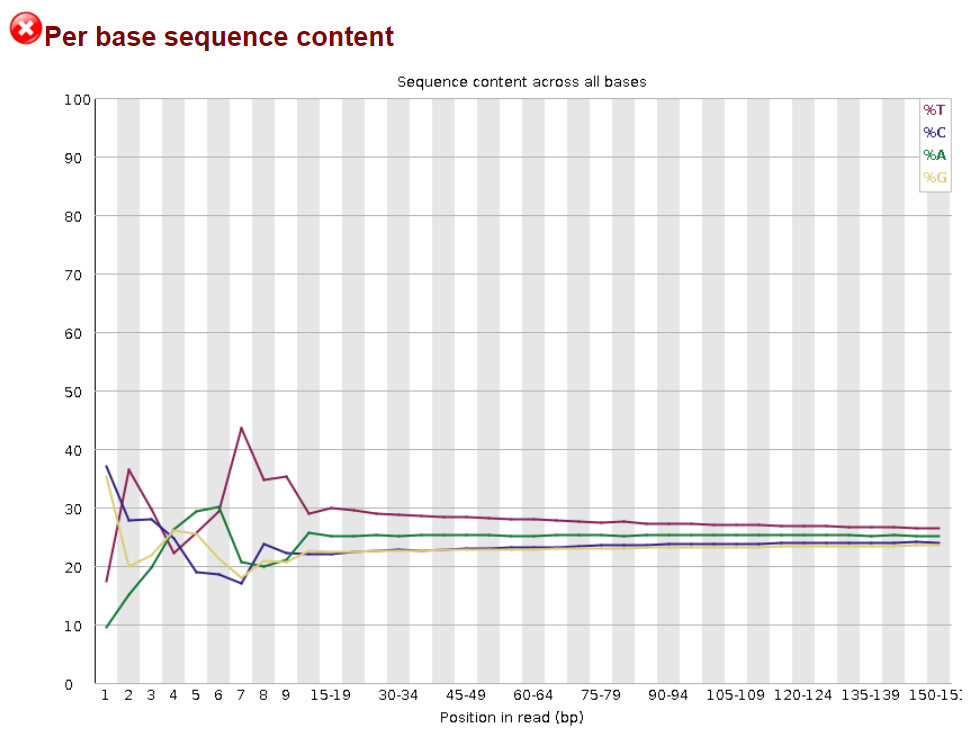 Per base sequence content
Sequence content across all bases
%T
%C
%A
%G
100
90
80
70
60
50
40
30
20
10
0
1 2 3 4 5 6 7 8 9 15-19 30-34 45-49 60-64 75-79 90-94 105-109 120-124 135-139 150-151
Position in read (bp)